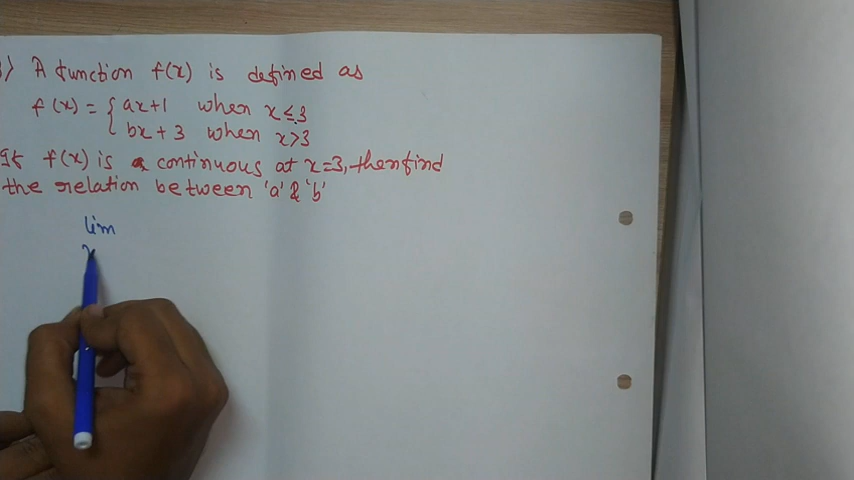 ) A function f(x) is defined as
f(x) = { ax+1 when x ≤ 3
bx + 3 when x>3
If f(x) is continuous at x=3, then find
the relation between 'a' & 'b'
lim
x